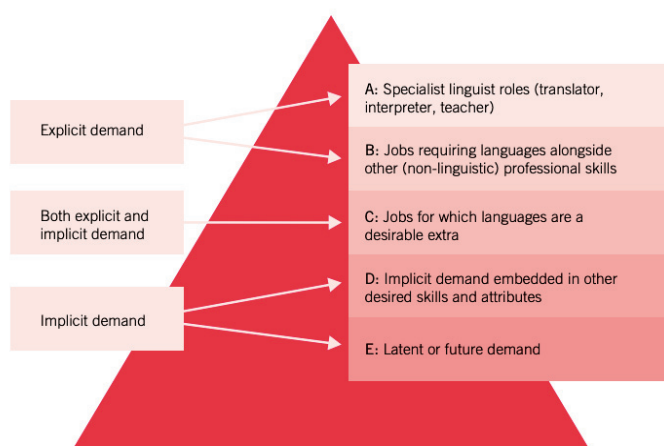 Explicit demand
Both explicit and
implicit demand
Implicit demand
A: Specialist linguist roles (translator,
interpreter, teacher)
B: Jobs requiring languages alongside
other (non-linguistic) professional skills
C: Jobs for which languages are a
desirable extra
D: Implicit demand embedded in other
desired skills and attributes
E: Latent or future demand